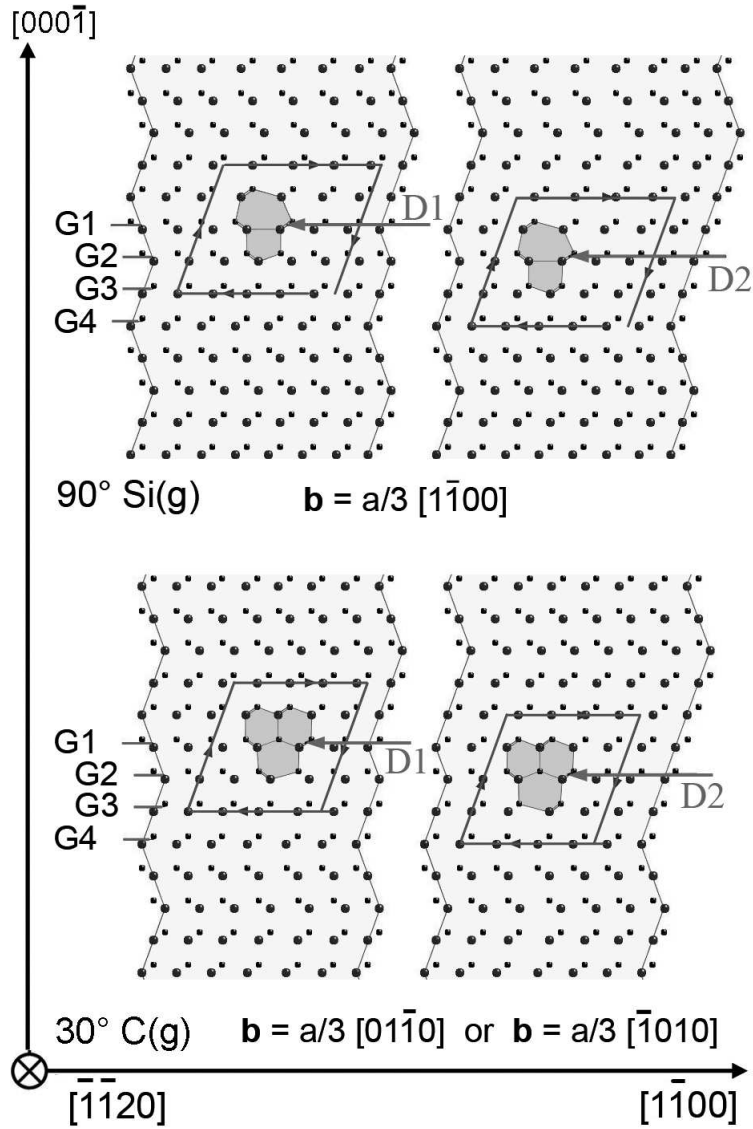 [0001̄]
D1
G1
G2
D2
G3
G4
90° Si(g) b = a/3 [11̄00]
G1
D1
G2
D2
G3
G4
30° C(g) b = a/3 [011̄0] or b = a/3 [1̄010]
[1̄1̄20] [11̄00]